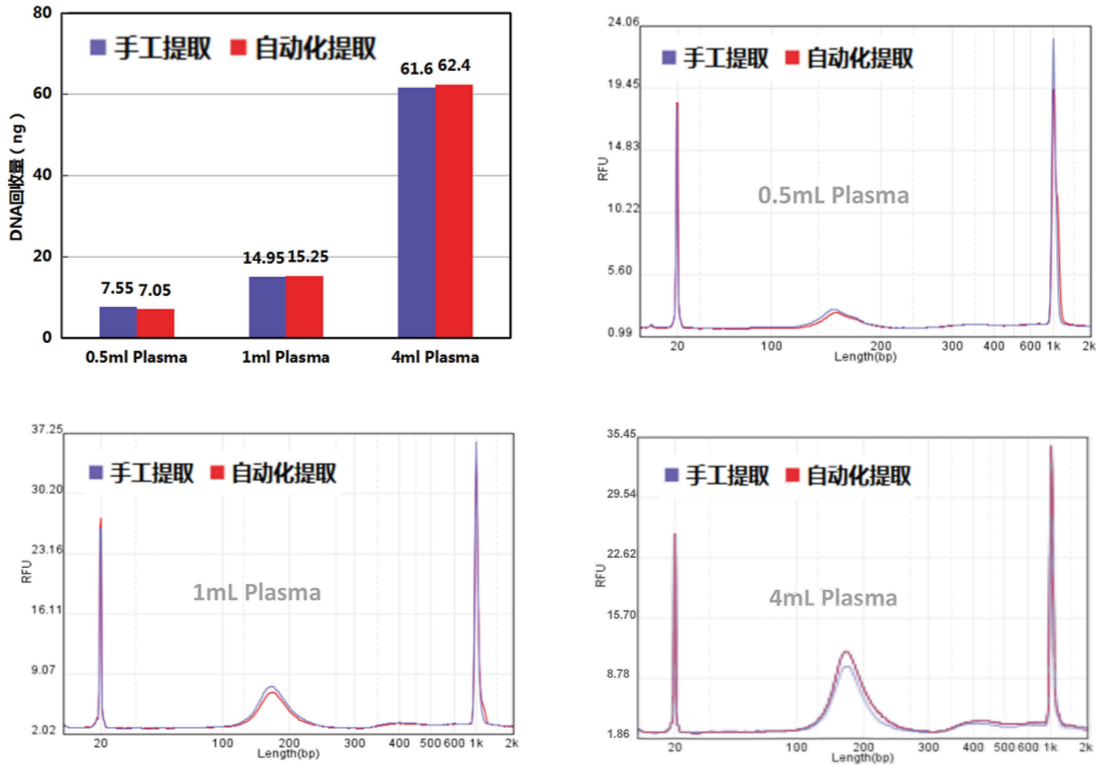 80
60
40
20
0
DNA回收量（ng）
手工提取 自动化提取
7.55 7.05
14.95 15.25
61.6 62.4
0.5ml Plasma 1ml Plasma 4ml Plasma
24.06
19.45
14.83
10.22
5.60
0.99
RFU
手工提取 自动化提取
0.5mL Plasma
20 100 200 300 400 600 1k 2k
Length(bp)
37.25
30.20
23.16
16.11
9.07
2.02
RFU
手工提取 自动化提取
1mL Plasma
20 100 200 300 400 500 600 1k 2k
Length(bp)
35.45
29.54
22.62
15.70
8.78
1.86
RFU
手工提取 自动化提取
4mL Plasma
20 100 200 300 400 500 600 1k 2k
Length(bp)